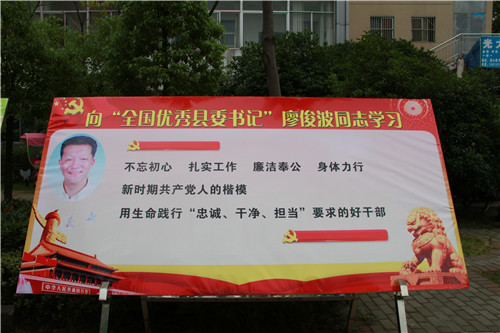 向“全国优秀县委书记”廖俊波同志学习
不忘初心 扎实工作 廉洁奉公 身体力行
新时期共产党人的楷模
用生命践行“忠诚、干净、担当”要求的好干部